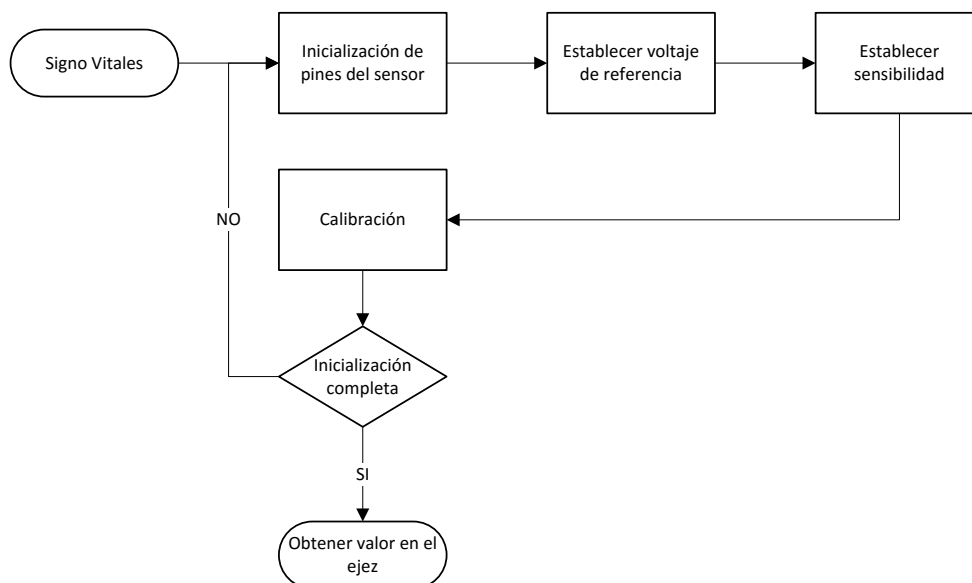 Signo Vitales
Inicialización de
pines del sensor
Establecer voltaje
de referencia
Establecer
sensibilidad
Calibración
NO
Inicialización
completa
SI
Obtener valor en el
ejez